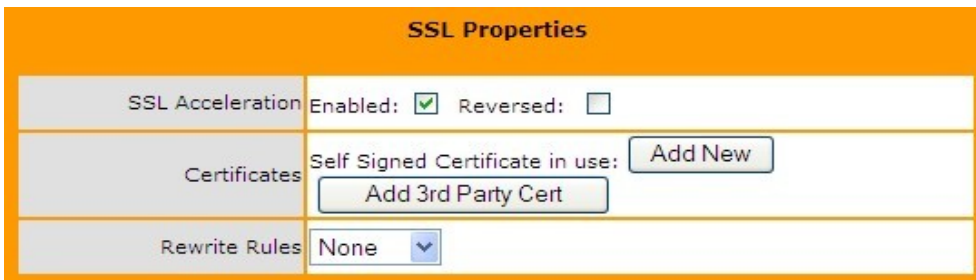 SSL Properties
SSL Acceleration Enabled: Reversed:
Certificates Self Signed Certificate in use: Add New
Add 3rd Party Cert
Rewrite Rules None